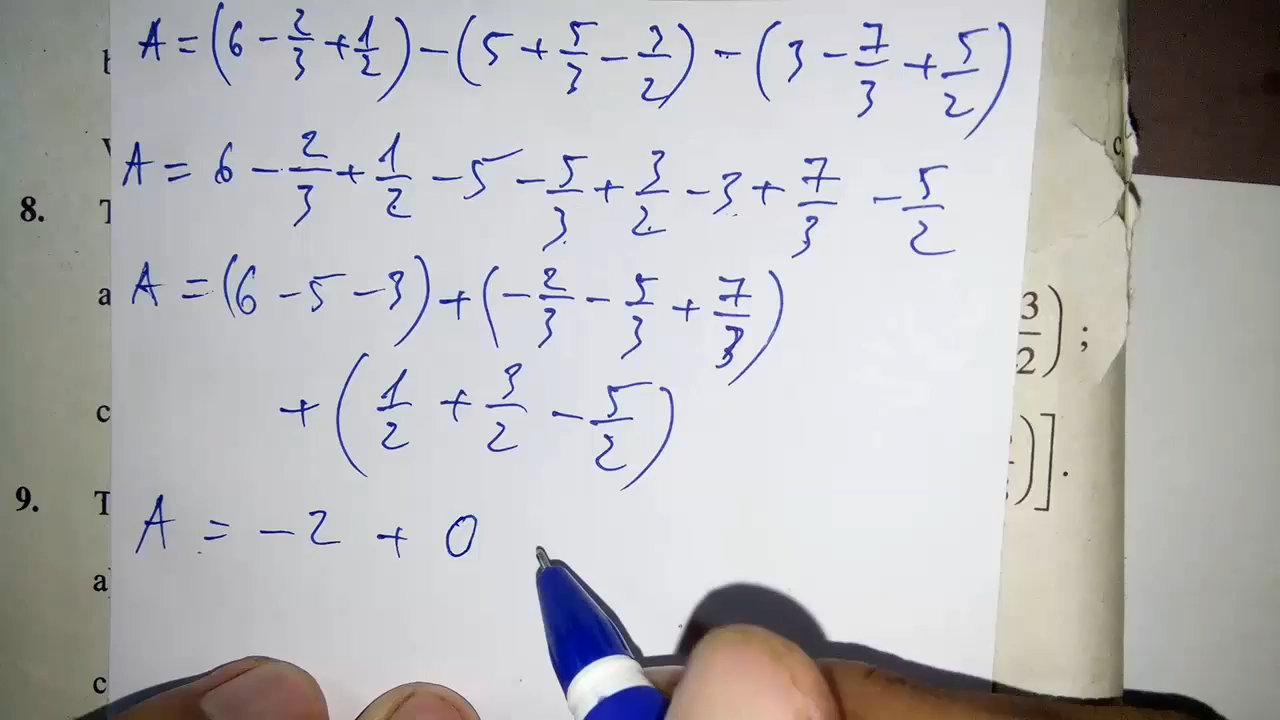 A = (6 - 2/3 + 1/2) - (5 + 5/3 - 3/2) - (3 - 7/3 + 5/2)
A = 6 - 2/3 + 1/2 - 5 - 5/3 + 3/2 - 3 + 7/3 - 5/2
8. T
A = (6 - 5 - 3) + (-2/3 - 5/3 + 7/3)
a
3/2) ;
+ (1/2 + 3/2 - 5/2)
c
)].
9. T
A = -2 + 0
a)
c